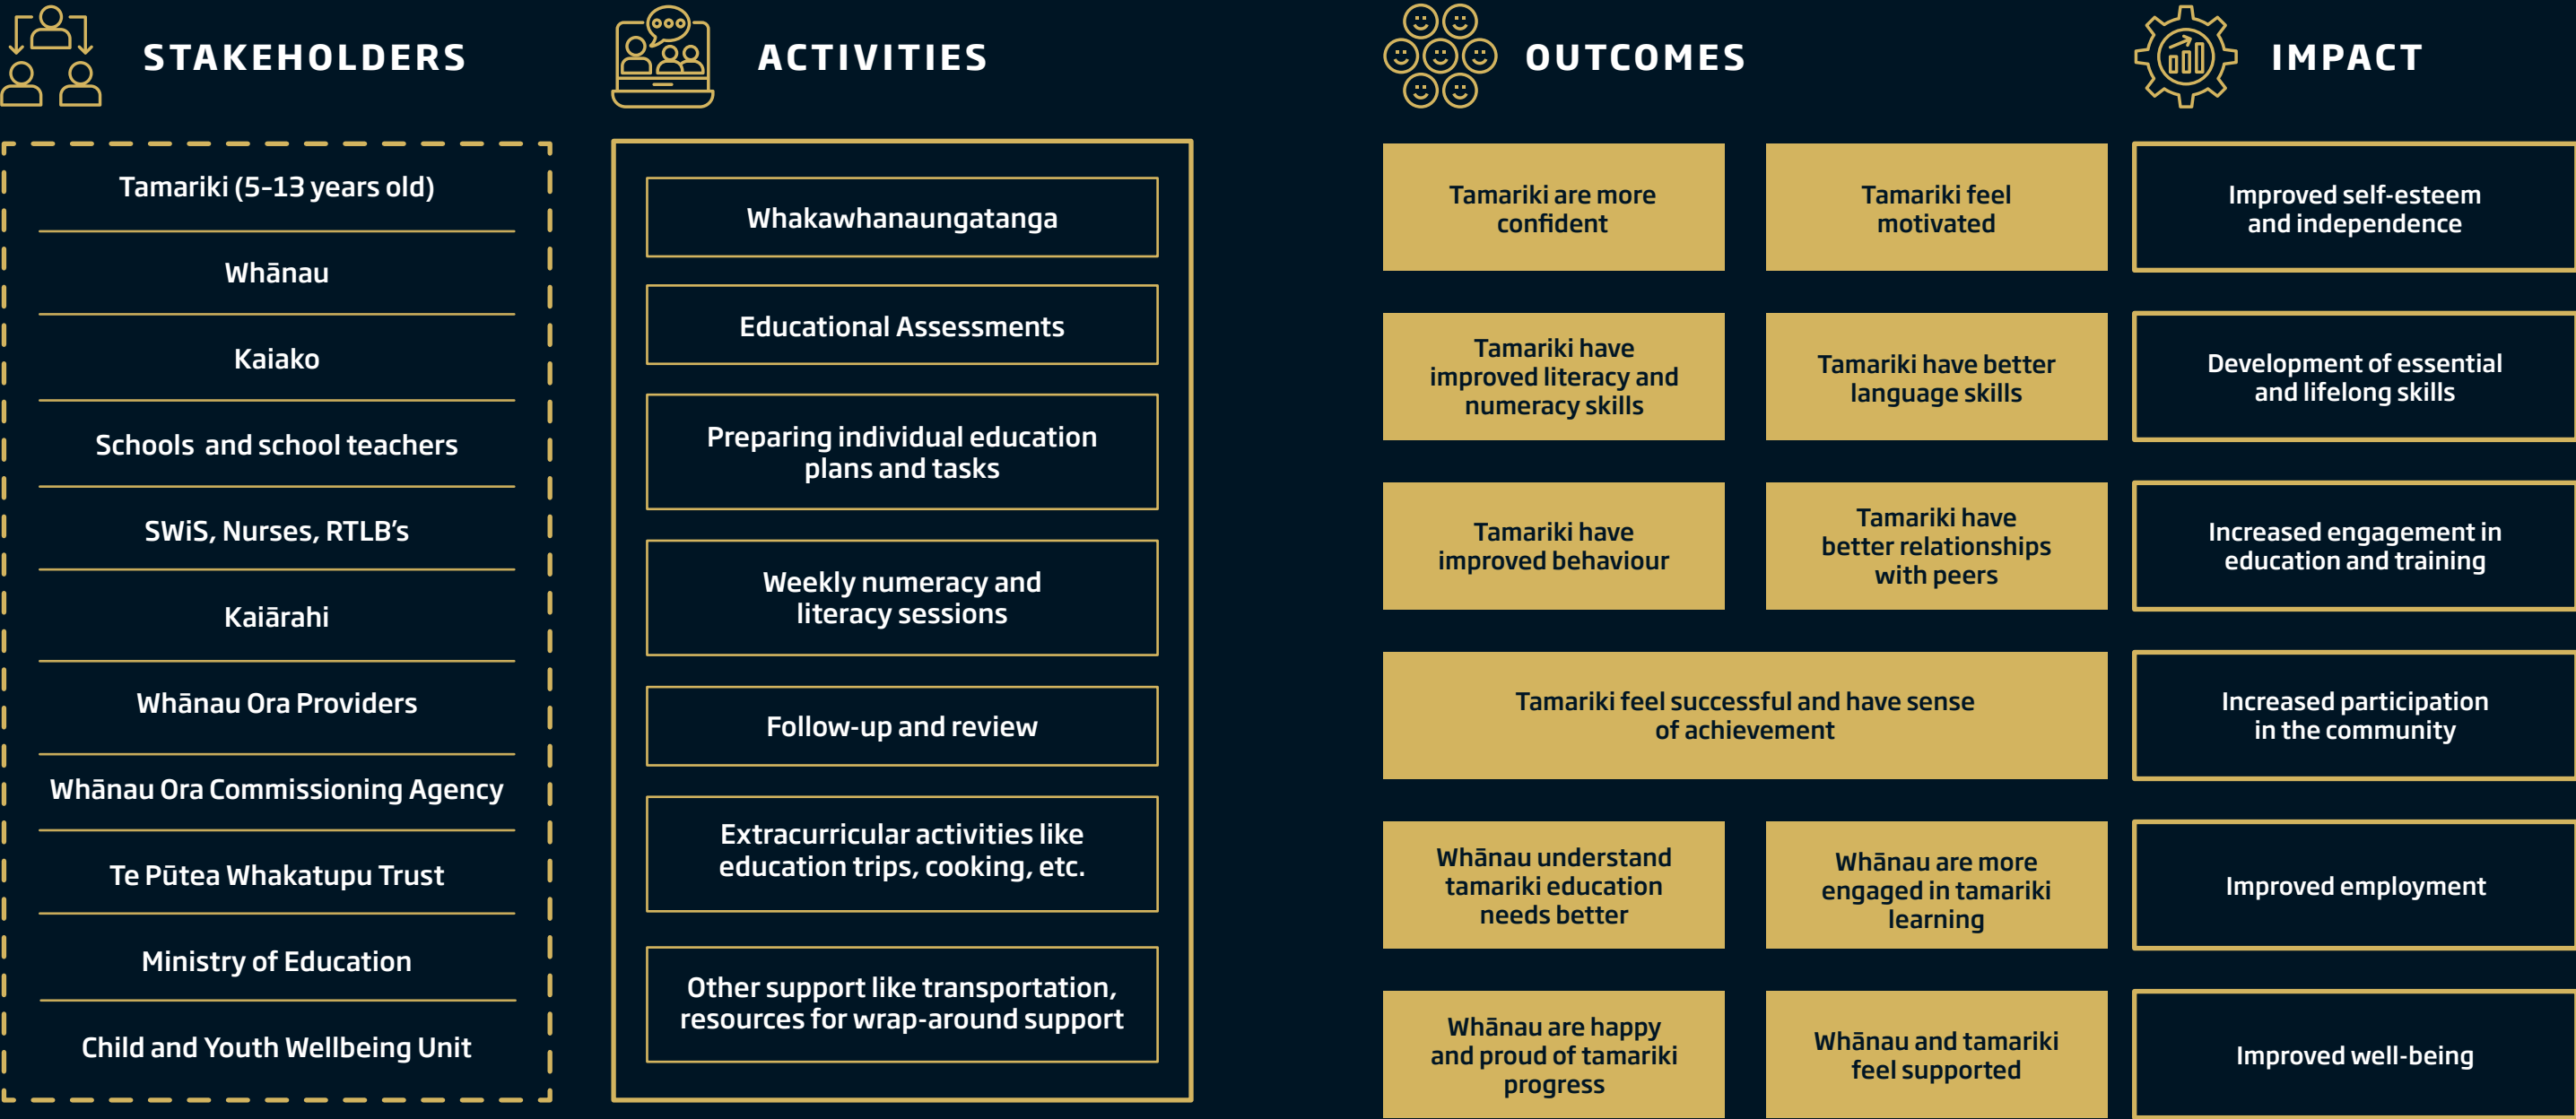 STAKEHOLDERS
Tamariki (5-13 years old)
Whānau
Kaiako
Schools and school teachers
SWiS, Nurses, RTLB’s
Kaiārahi
Whānau Ora Providers
Whānau Ora Commissioning Agency
Te Pūtea Whakatupu Trust
Ministry of Education
Child and Youth Wellbeing Unit
ACTIVITIES
Whakawhanaungatanga
Educational Assessments
Preparing individual education
plans and tasks
Weekly numeracy and
literacy sessions
Follow-up and review
Extracurricular activities like
education trips, cooking, etc.
Other support like transportation,
resources for wrap-around support
OUTCOMES
Tamariki are more
confident
Tamariki feel
motivated
Tamariki have
improved literacy and
numeracy skills
Tamariki have better
language skills
Tamariki have
improved behaviour
Tamariki have
better relationships
with peers
Tamariki feel successful and have sense
of achievement
Whānau understand
tamariki education
needs better
Whānau are more
engaged in tamariki
learning
Whānau are happy
and proud of tamariki
progress
Whānau and tamariki
feel supported
IMPACT
Improved self-esteem
and independence
Development of essential
and lifelong skills
Increased engagement in
education and training
Increased participation
in the community
Improved employment
Improved well-being